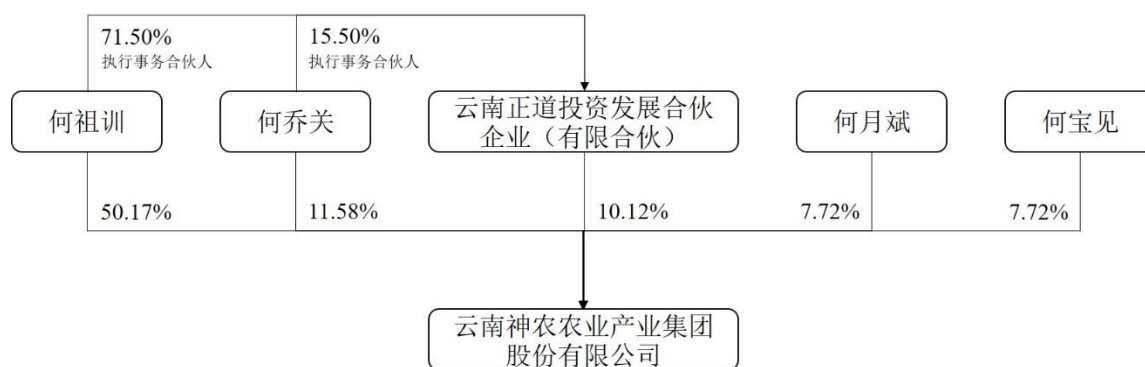 71.50%
执行事务合伙人
15.50%
执行事务合伙人
何祖训
何乔关
云南正道投资发展合伙
企业（有限合伙）
何月斌
何宝见
50.17%
11.58%
10.12%
7.72%
7.72%
云南神农农业产业集团
股份有限公司